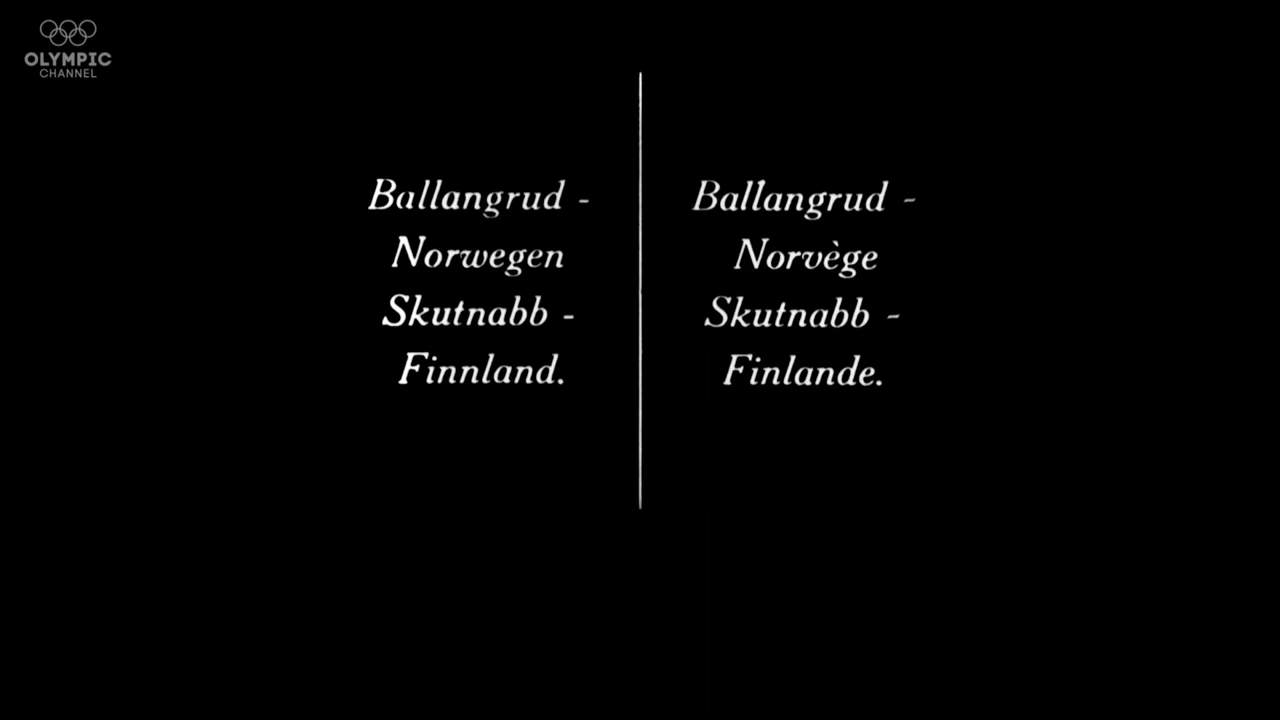 OLYMPIC
CHANNEL
Ballangrud -
Norwegen
Skutnabb -
Finnland.
Ballangrud -
Norvège
Skutnabb -
Finlande.